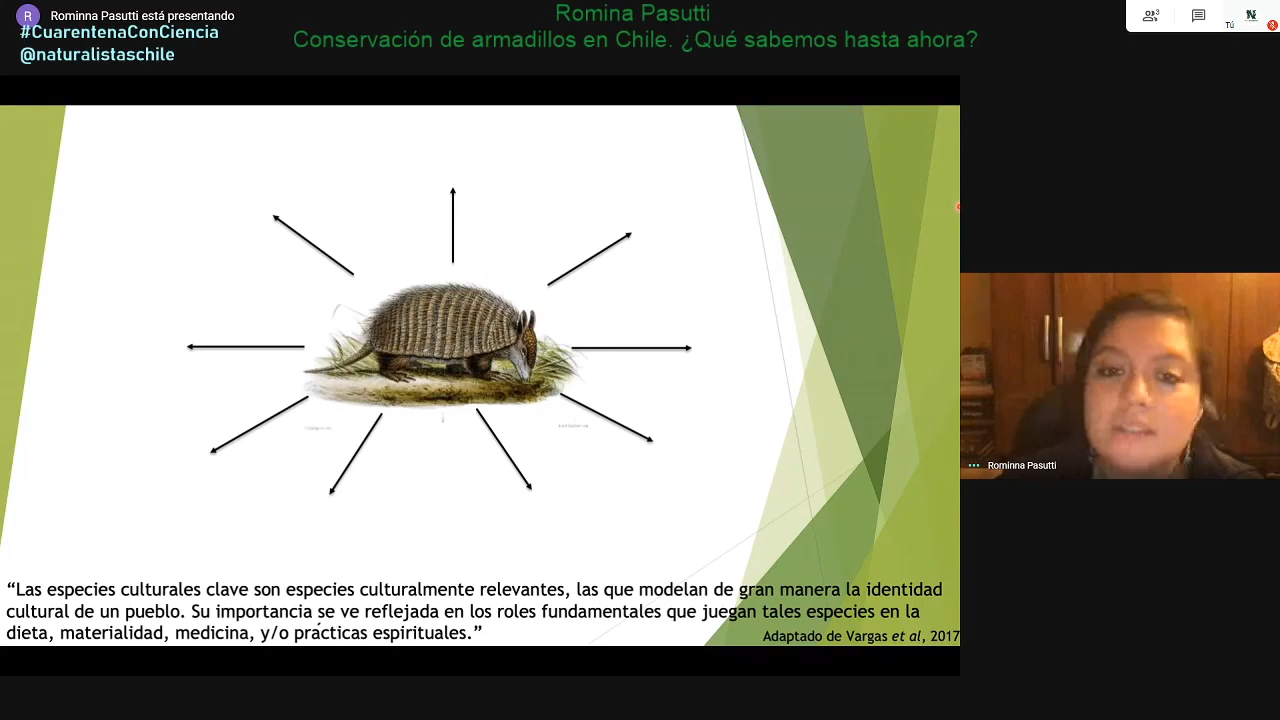 R
Rominna Pasutti está presentando
#CuarentenaConCiencia
@naturalistaschile
Romina Pasutti
Conservación de armadillos en Chile. ¿Qué sabemos hasta ahora?
3
Tú
Rominna Pasutti
“Las especies culturales clave son especies culturalmente relevantes, las que modelan de gran manera la identidad
cultural de un pueblo. Su importancia se ve reflejada en los roles fundamentales que juegan tales especies en la
dieta, materialidad, medicina, y/o prácticas espirituales.”
Adaptado de Vargas et al, 2017